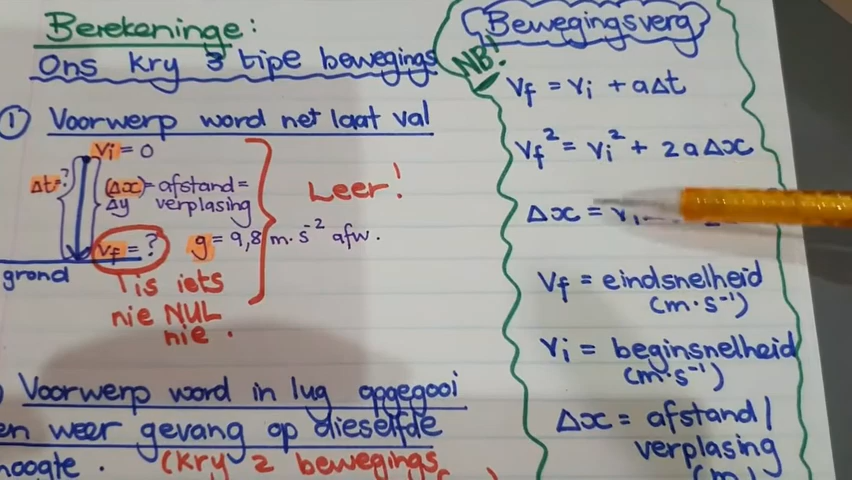 Berekeninge:
Ons kry 3 tipe bewegings
① Voorwerp word net laat val
vi = 0
Δt=?
(Δx)= afstand=
Δy verplasing
vf = ?
g = 9,8 m·s⁻² afw.
grond
Leer!
is iets
nie NUL
nie.
Voorwerp word in lug opgegooi
en weer gevang op dieselfde
hoogte. (kry 2 bewegings
Bewegingsverg
NB!
Vf = Vi + aΔt
Vf² = Vi² + 2aΔx
Δx = Vi
Vf = eindsnelheid
(m·s⁻¹)
Vi = beginsnelheid
(m·s⁻¹)
Δx = afstand/
verplasing
(m)